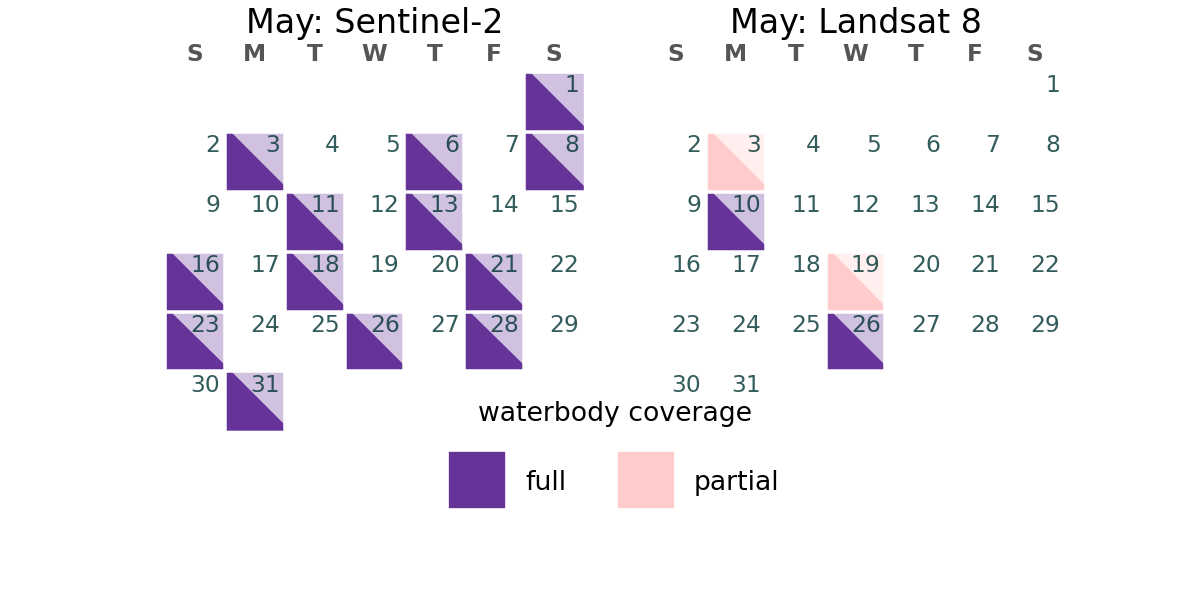 May: Sentinel-2
S M T W T F S
1
2 3 4 5 6 7 8
9 10 11 12 13 14 15
16 17 18 19 20 21 22
23 24 25 26 27 28 29
30 31
May: Landsat 8
S M T W T F S
1
2 3 4 5 6 7 8
9 10 11 12 13 14 15
16 17 18 19 20 21 22
23 24 25 26 27 28 29
30 31
waterbody coverage
full partial